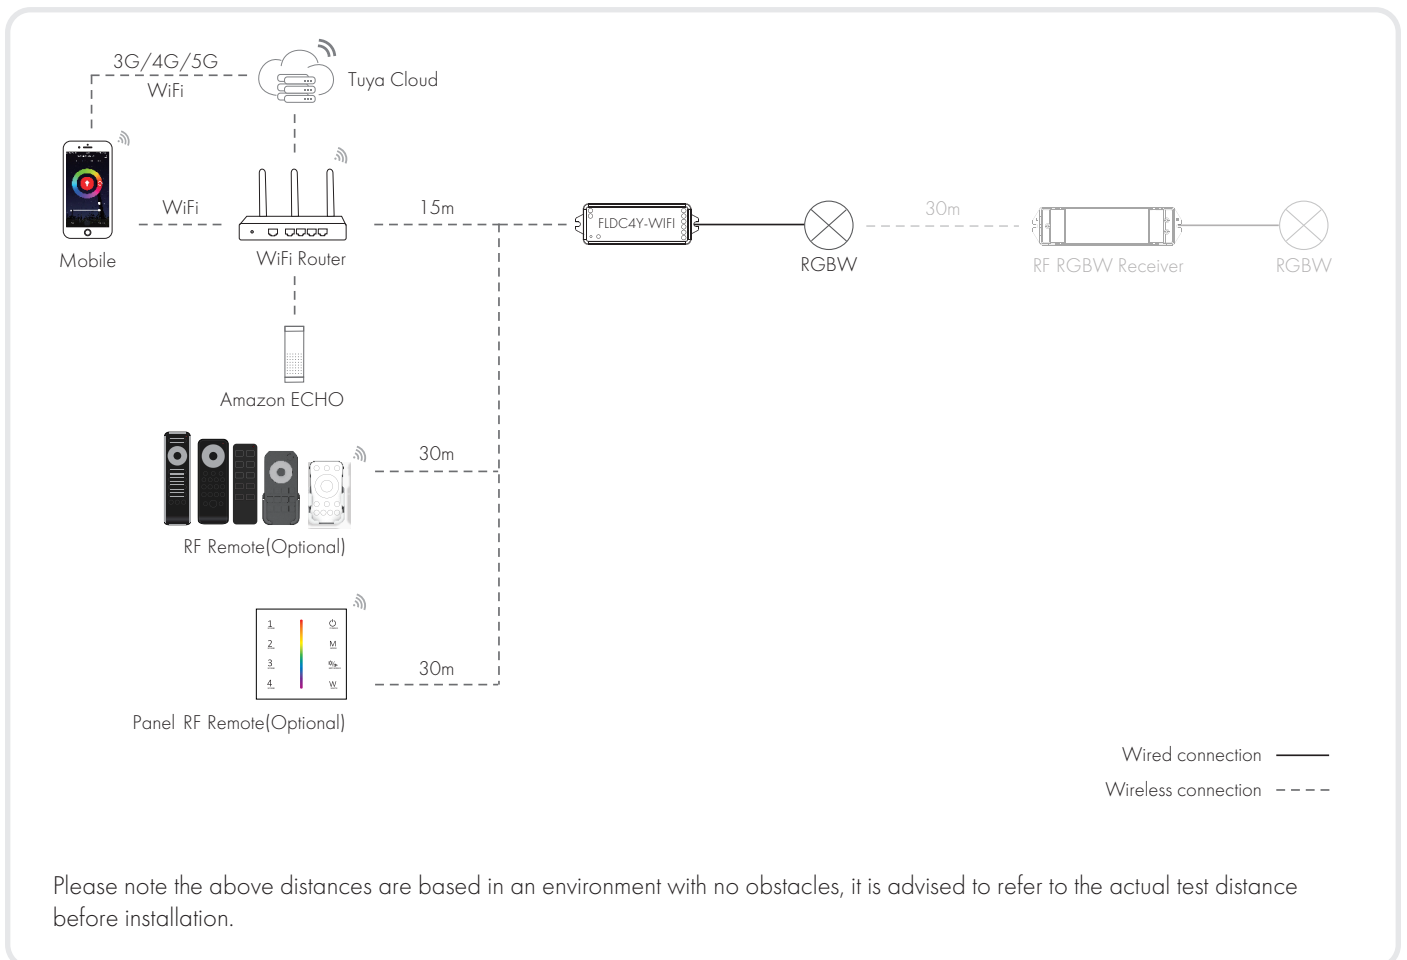 3G/4G/5G
WiFi
Tuya Cloud
WiFi
15m
FLDC4Y-WIFI
30m
Mobile
WiFi Router
RGBW
RF RGBW Receiver
RGBW
Amazon ECHO
30m
RF Remote(Optional)
1
2
M
3
%
4
W
30m
Panel RF Remote(Optional)
Wired connection
Wireless connection
Please note the above distances are based in an environment with no obstacles, it is advised to refer to the actual test distance
before installation.